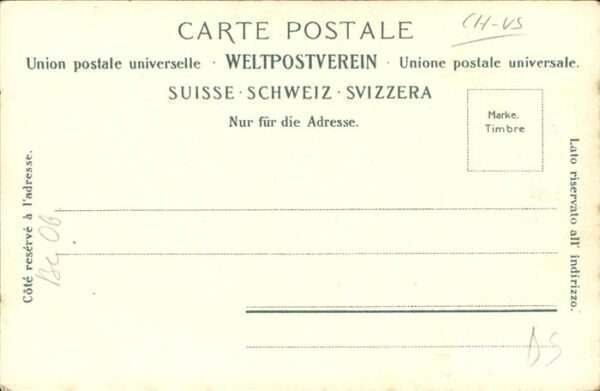 CARTE POSTALE
CH-VS
Union postale universelle · WELTPOSTVEREIN · Unione postale universale.
SUISSE · SCHWEIZ · SVIZZERA
Nur für die Adresse.
Marke.
Timbre
Côté resérvé à l'adresse.
Lato riservato all' indirizzo.